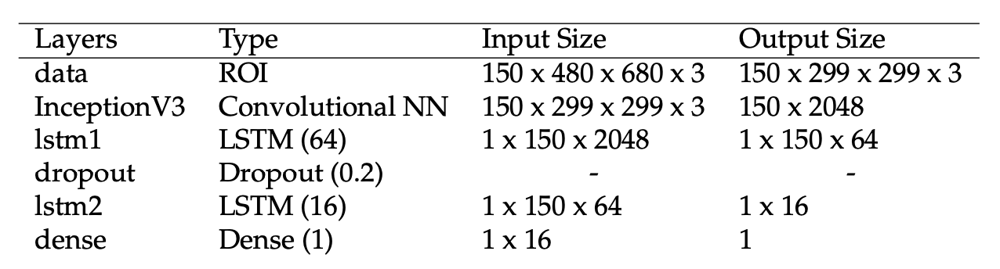 Layers Type Input Size Output Size
data ROI 150 x 480 x 680 x 3 150 x 299 x 299 x 3
InceptionV3 Convolutional NN 150 x 299 x 299 x 3 150 x 2048
lstm1 LSTM (64) 1 x 150 x 2048 1 x 150 x 64
dropout Dropout (0.2) - -
lstm2 LSTM (16) 1 x 150 x 64 1 x 16
dense Dense (1) 1 x 16 1